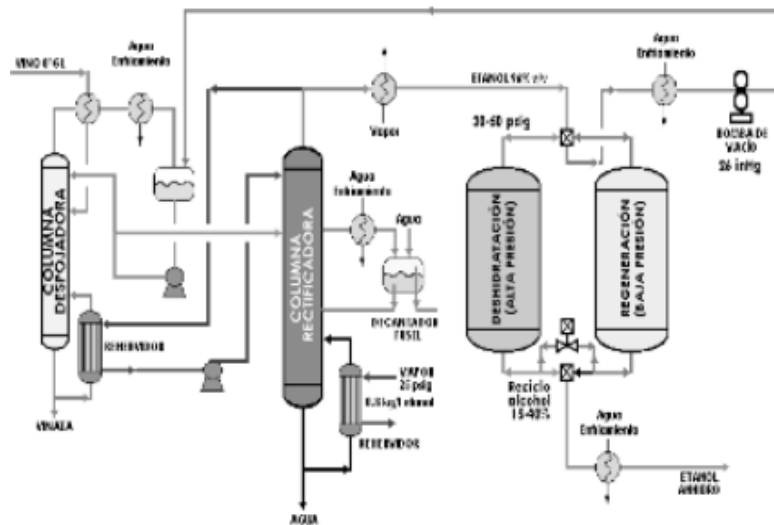 VINO 8°GL
Agua
Enfriamiento
COLUMNA
DESPOJADORA
REHERVIDOR
VINAZA
COLUMNA
RECTIFICADORA
Agua
Enfriamiento
Agua
DECANTADOR
FUSEL
VAPOR
25 psig
REHERVIDOR
AGUA
Vapor
ETANOL 96% v/v
30-60 psig
DESHIDRATACIÓN
(ALTA PRESIÓN)
REGENERACIÓN
(BAJA PRESIÓN)
Agua
Enfriamiento
BOMBA DE
VACÍO
26 inHg
Reciclo
alcohol
15-40%
Agua
Enfriamiento
ETANOL
ANHIDRO